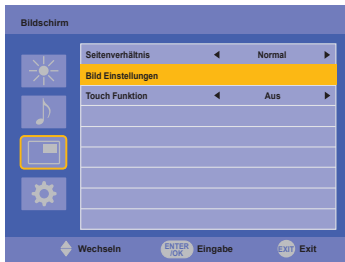 Bildschirm
Seitenverhältnis Normal
Bild Einstellungen
Touch Funktion Aus
Wechseln ENTER /OK Eingabe EXIT Exit